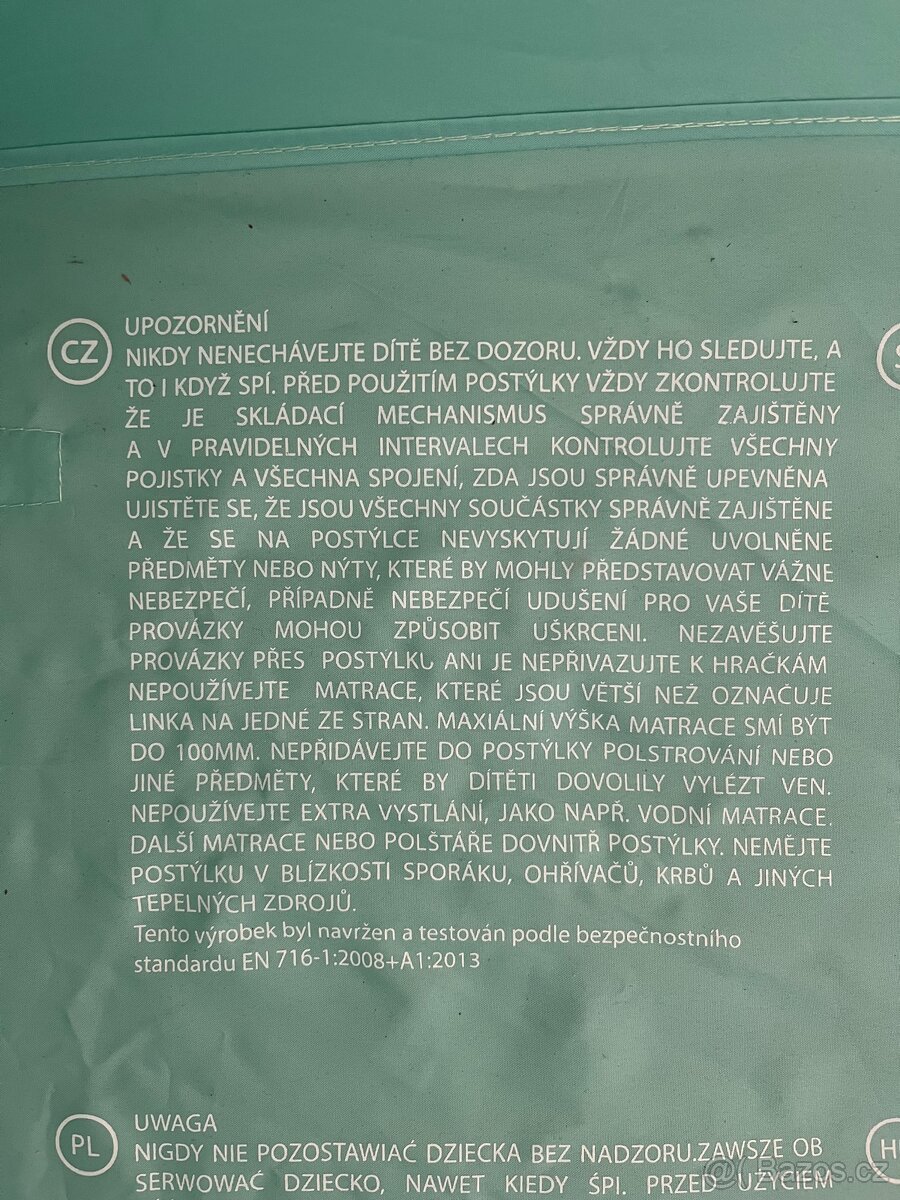 CZ
UPOZORNĚNÍ
NIKDY NENECHÁVEJTE DÍTĚ BEZ DOZORU. VŽDY HO SLEDUJTE, A
TO I KDYŽ SPÍ. PŘED POUŽITÍM POSTÝLKY VŽDY ZKONTROLUJTE
ŽE JE SKLÁDACÍ MECHANISMUS SPRÁVNĚ ZAJIŠTĚNY
A V PRAVIDELNÝCH INTERVALECH KONTROLUJTE VŠECHNY
POJISTKY A VŠECHNA SPOJENÍ, ZDA JSOU SPRÁVNĚ UPEVNĚNA
UJISTĚTE SE, ŽE JSOU VŠECHNY SOUČÁSTKY SPRÁVNĚ ZAJIŠTĚNE
A ŽE SE NA POSTÝLCE NEVYSKYTUJÍ ŽÁDNÉ UVOLNĚNE
PŘEDMĚTY NEBO NÝTY, KTERÉ BY MOHLY PŘEDSTAVOVAT VÁŽNE
NEBEZPEČÍ, PŘÍPADNĚ NEBEZPEČÍ UDUŠENÍ PRO VAŠE DÍTĚ
PROVÁZKY MOHOU ZPŮSOBIT UŠKRCENI. NEZAVĚŠUJTE
PROVÁZKY PŘES POSTÝLKU ANI JE NEPŘIVAZUJTE K HRAČKÁM
NEPOUŽÍVEJTE MATRACE, KTERÉ JSOU VĚTŠÍ NEŽ OZNAČUJE
LINKA NA JEDNÉ ZE STRAN. MAXIÁLNÍ VÝŠKA MATRACE SMÍ BÝT
DO 100MM. NEPŘIDÁVEJTE DO POSTÝLKY POLSTROVÁNÍ NEBO
JINÉ PŘEDMĚTY, KTERÉ BY DÍTĚTI DOVOLILY VYLÉZT VEN.
NEPOUŽÍVEJTE EXTRA VYSTLÁNÍ, JAKO NAPŘ. VODNÍ MATRACE.
DALŠÍ MATRACE NEBO POLŠTÁŘE DOVNITŘ POSTÝLKY. NEMĚJTE
POSTÝLKU V BLÍZKOSTI SPORÁKU, OHŘÍVAČŮ, KRBŮ A JINÝCH
TEPELNÝCH ZDROJŮ.
Tento výrobek byl navržen a testován podle bezpečnostního
standardu EN 716-1:2008+A1:2013
PL
UWAGA
NIGDY NIE POZOSTAWIAĆ DZIECKA BEZ NADZORU.ZAWSZE OB
SERWOWAĆ DZIECKO, NAWET KIEDY ŚPI. PRZED UŻYCIEM
Bazos.cz